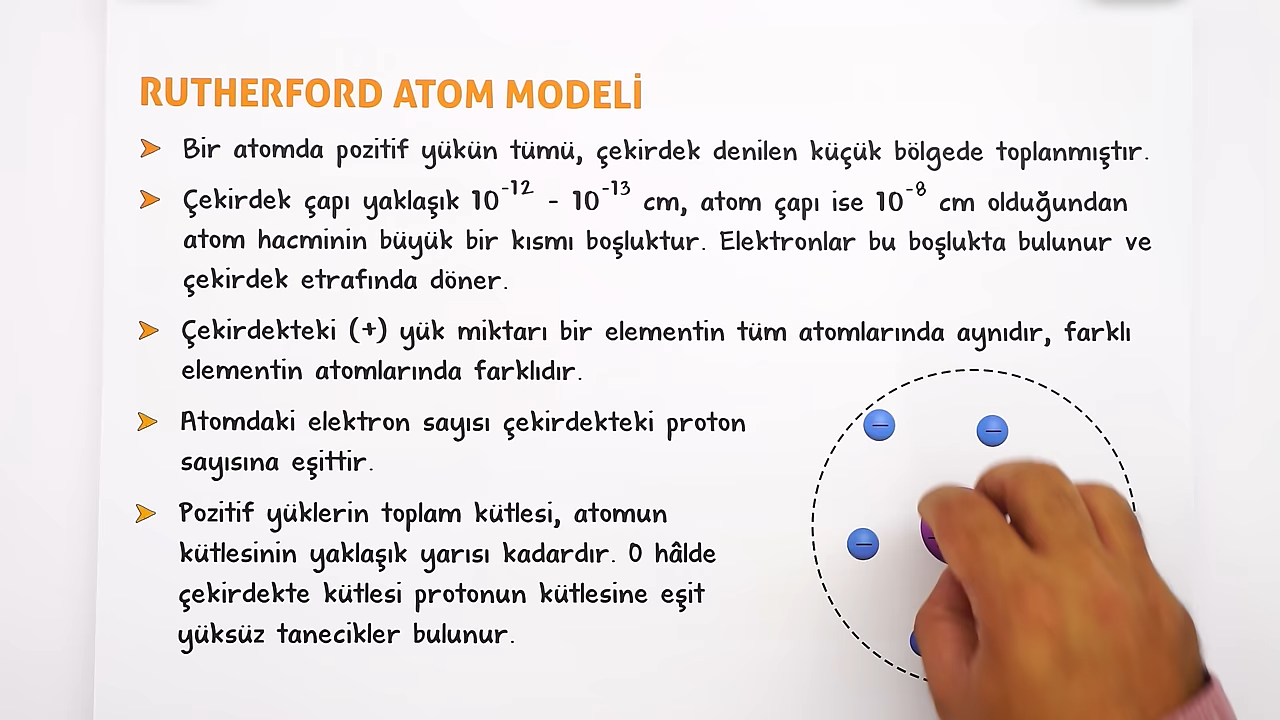 RUTHERFORD ATOM MODELİ
➤ Bir atomda pozitif yükün tümü, çekirdek denilen küçük bölgede toplanmıştır.
➤ Çekirdek çapı yaklaşık 10⁻¹² - 10⁻¹³ cm, atom çapı ise 10⁻⁸ cm olduğundan
atom hacminin büyük bir kısmı boşluktur. Elektronlar bu boşlukta bulunur ve
çekirdek etrafında döner.
➤ Çekirdekteki (+) yük miktarı bir elementin tüm atomlarında aynıdır, farklı
elementin atomlarında farklıdır.
➤ Atomdaki elektron sayısı çekirdekteki proton
sayısına eşittir.
➤ Pozitif yüklerin toplam kütlesi, atomun
kütlesinin yaklaşık yarısı kadardır. O hâlde
çekirdekte kütlesi protonun kütlesine eşit
yüksüz tanecikler bulunur.
− −
−